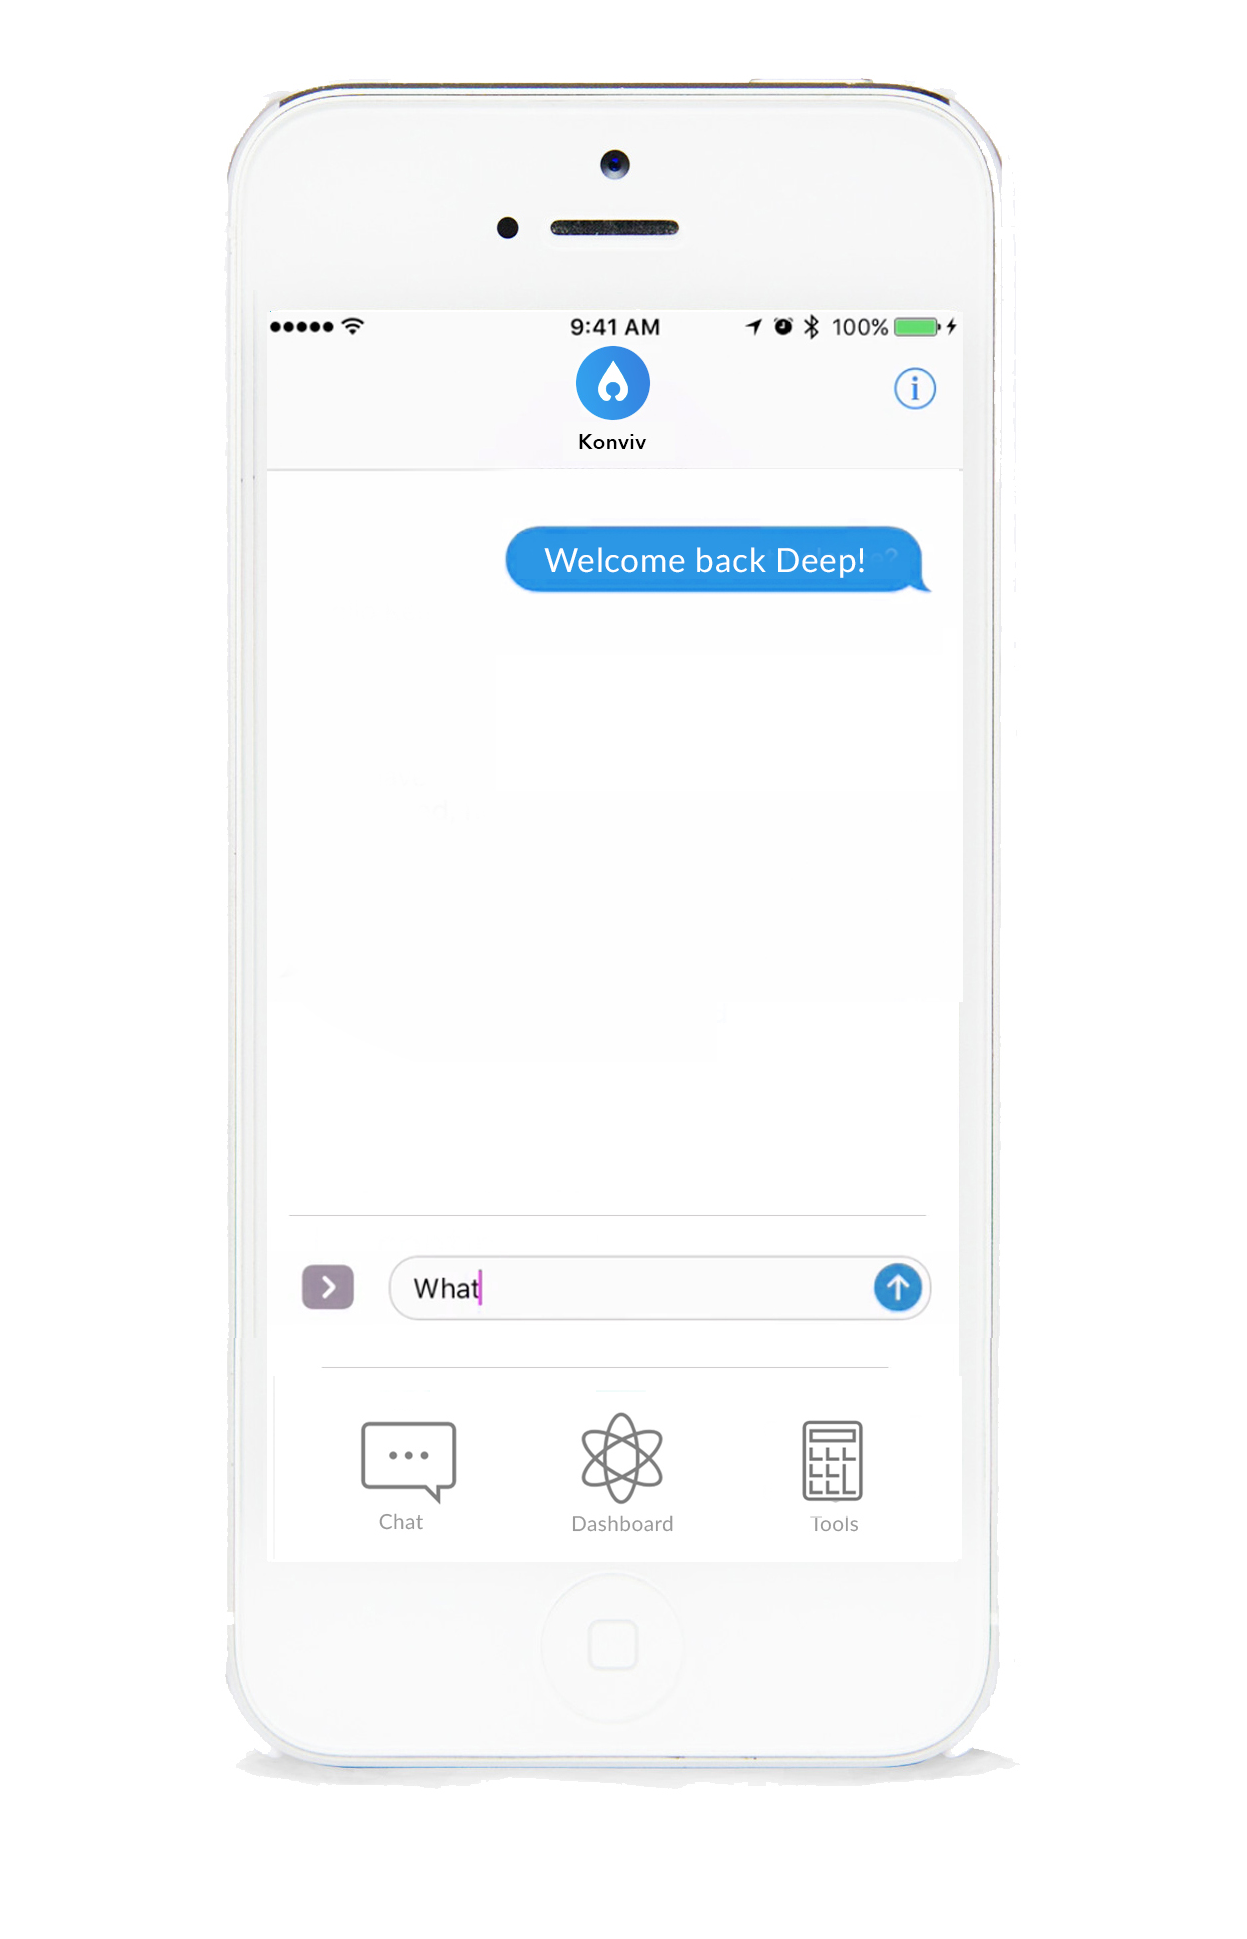 9:41 AM
100%
Konviv
Welcome back Deep!
What
Chat
Dashboard
Tools